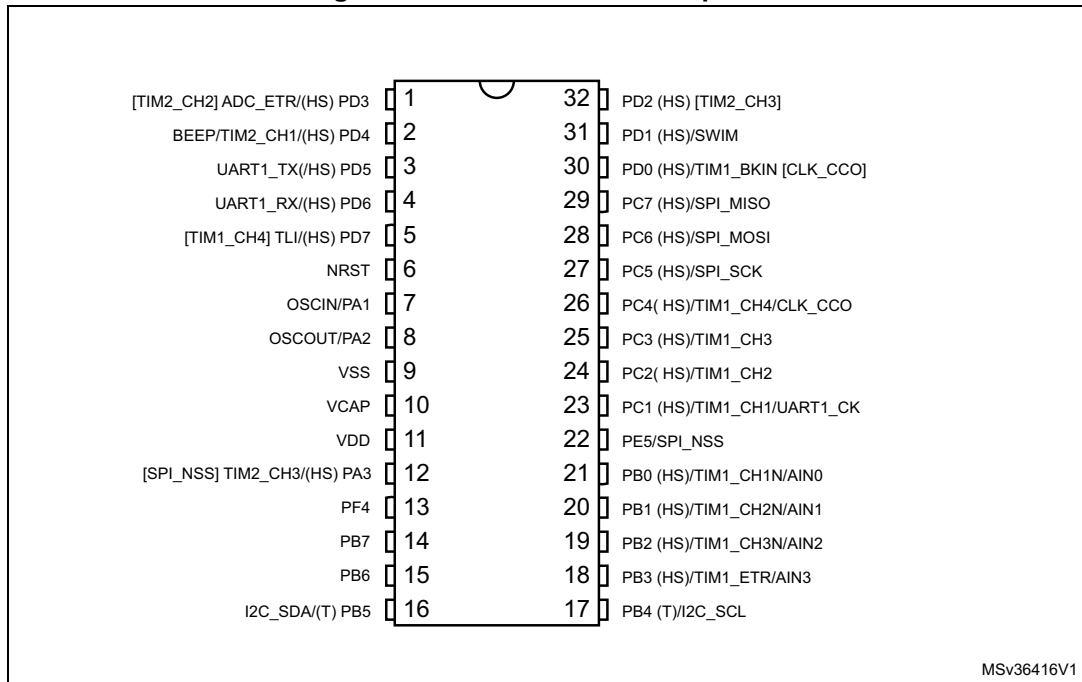 [TIM2_CH2] ADC_ETR/(HS) PD3 1 32 PD2 (HS) [TIM2_CH3]
BEEP/TIM2_CH1/(HS) PD4 2 31 PD1 (HS)/SWIM
UART1_TX(/HS) PD5 3 30 PD0 (HS)/TIM1_BKIN [CLK_CCO]
UART1_RX/(HS) PD6 4 29 PC7 (HS)/SPI_MISO
[TIM1_CH4] TLI/(HS) PD7 5 28 PC6 (HS)/SPI_MOSI
NRST 6 27 PC5 (HS)/SPI_SCK
OSCIN/PA1 7 26 PC4( HS)/TIM1_CH4/CLK_CCO
OSCOUT/PA2 8 25 PC3 (HS)/TIM1_CH3
VSS 9 24 PC2( HS)/TIM1_CH2
VCAP 10 23 PC1 (HS)/TIM1_CH1/UART1_CK
VDD 11 22 PE5/SPI_NSS
[SPI_NSS] TIM2_CH3/(HS) PA3 12 21 PB0 (HS)/TIM1_CH1N/AIN0
PF4 13 20 PB1 (HS)/TIM1_CH2N/AIN1
PB7 14 19 PB2 (HS)/TIM1_CH3N/AIN2
PB6 15 18 PB3 (HS)/TIM1_ETR/AIN3
I2C_SDA/(T) PB5 16 17 PB4 (T)/I2C_SCL
MSv36416V1